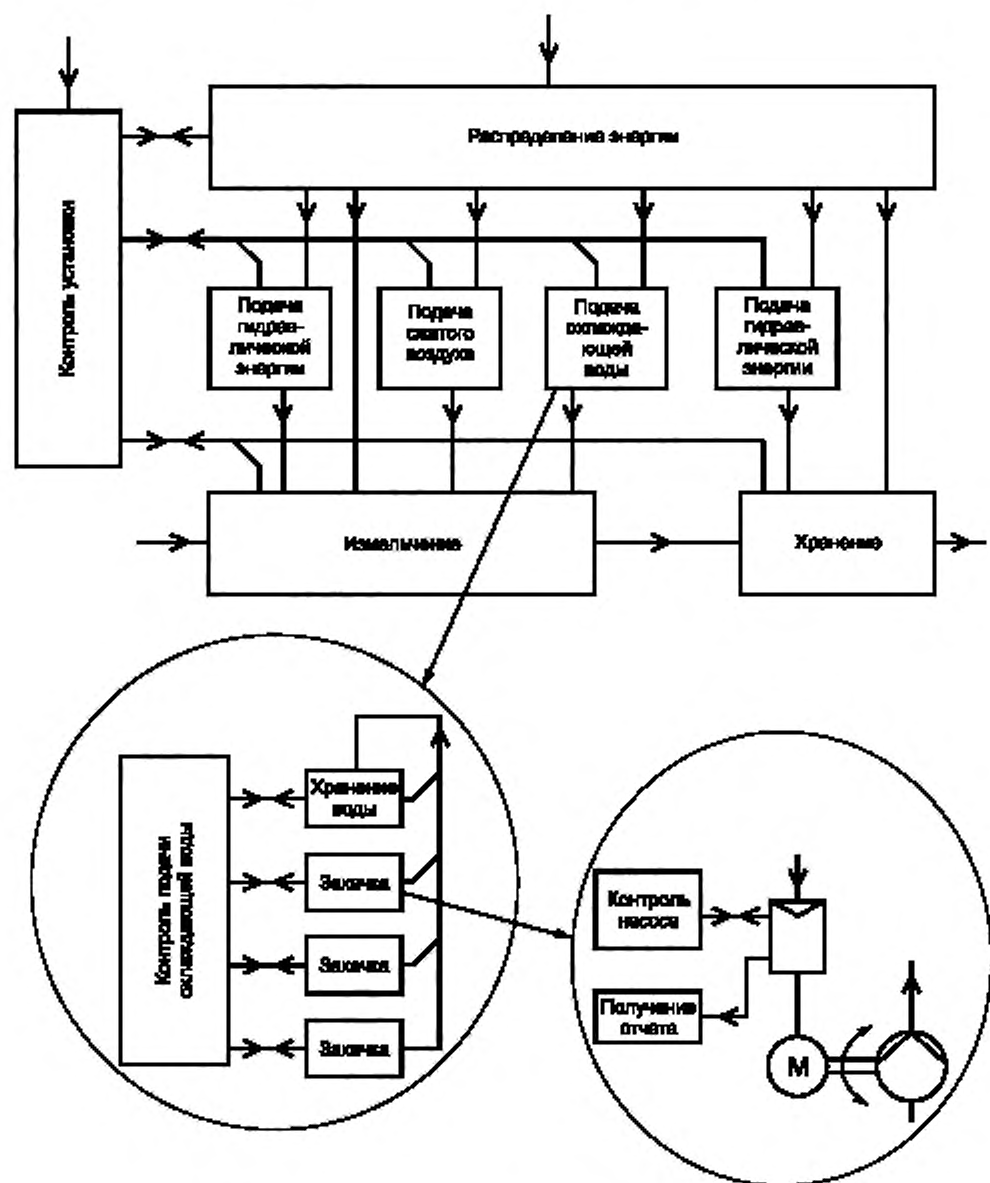 Распределение энергии
Контроль установки
Подача
гидрав-
лической
энергии
Подача
сжатого
воздуха
Подача
охлажда-
ющей
воды
Подача
гидрав-
лической
энергии
Измельчение
Хранение
Контроль подачи
охлаждающей воды
Хранение
воды
Закачка
Закачка
Закачка
Контроль
насоса
Получение
отчета
М